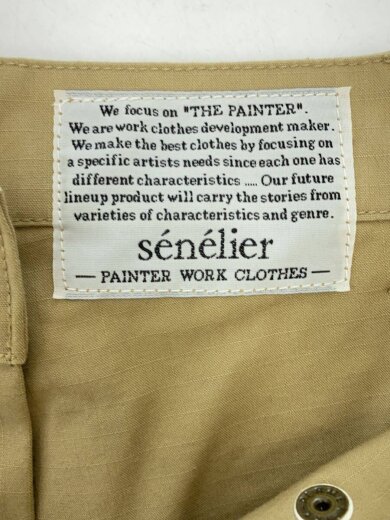 We focus on "THE PAINTER".
We are work clothes development maker.
We make the best clothes by focusing on
a specific artists needs since each one has
different characteristics ..... Our future
lineup product will carry the stories from
varieties of characteristics and genre.
sénélier
— PAINTER WORK CLOTHES —